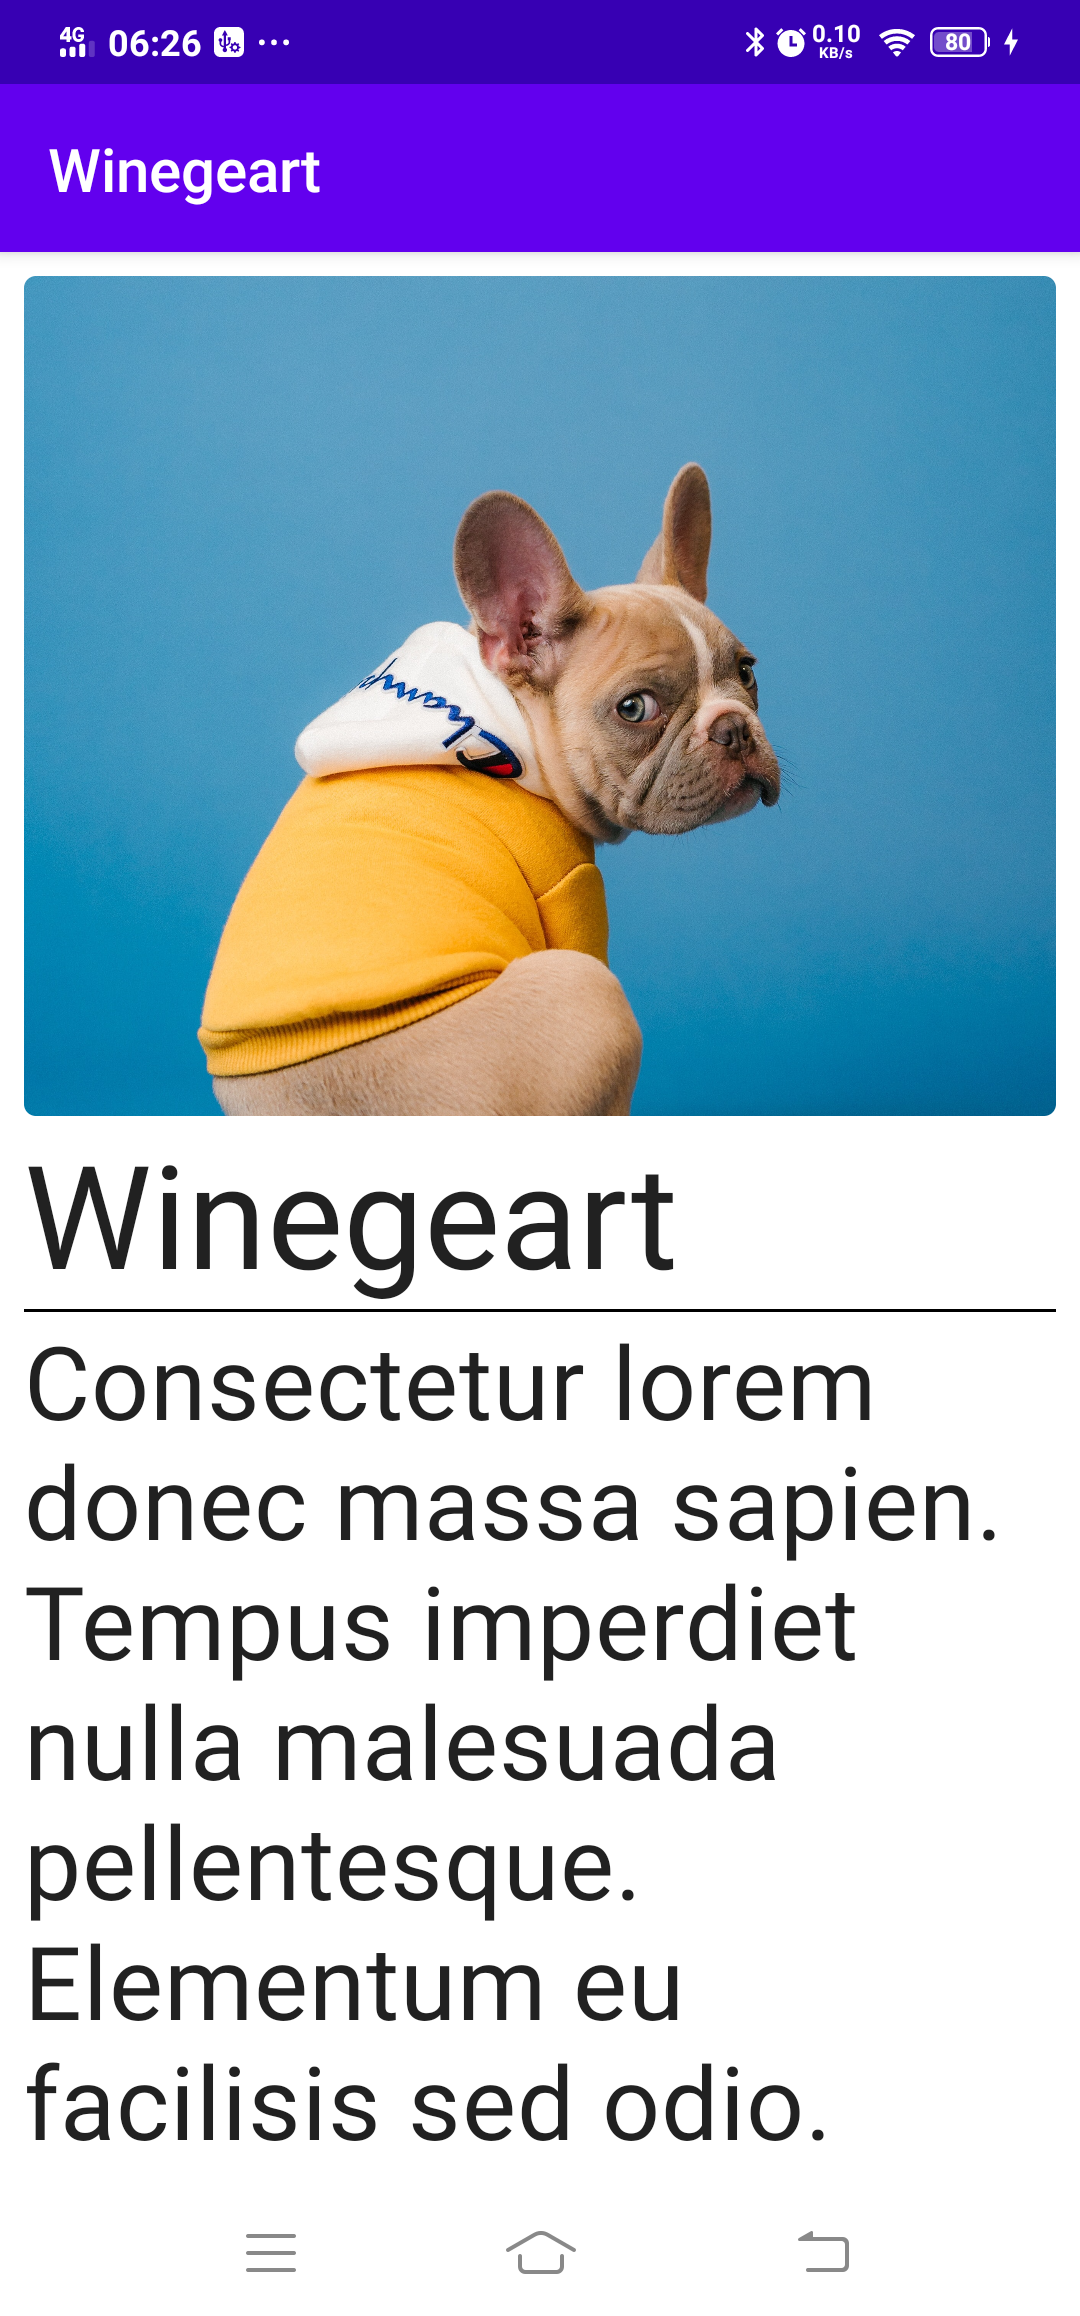 4G 06:26 0.10 KB/s 80
Winegeart
Champ
Winegeart
Consectetur lorem
donec massa sapien.
Tempus imperdiet
nulla malesuada
pellentesque.
Elementum eu
facilisis sed odio.